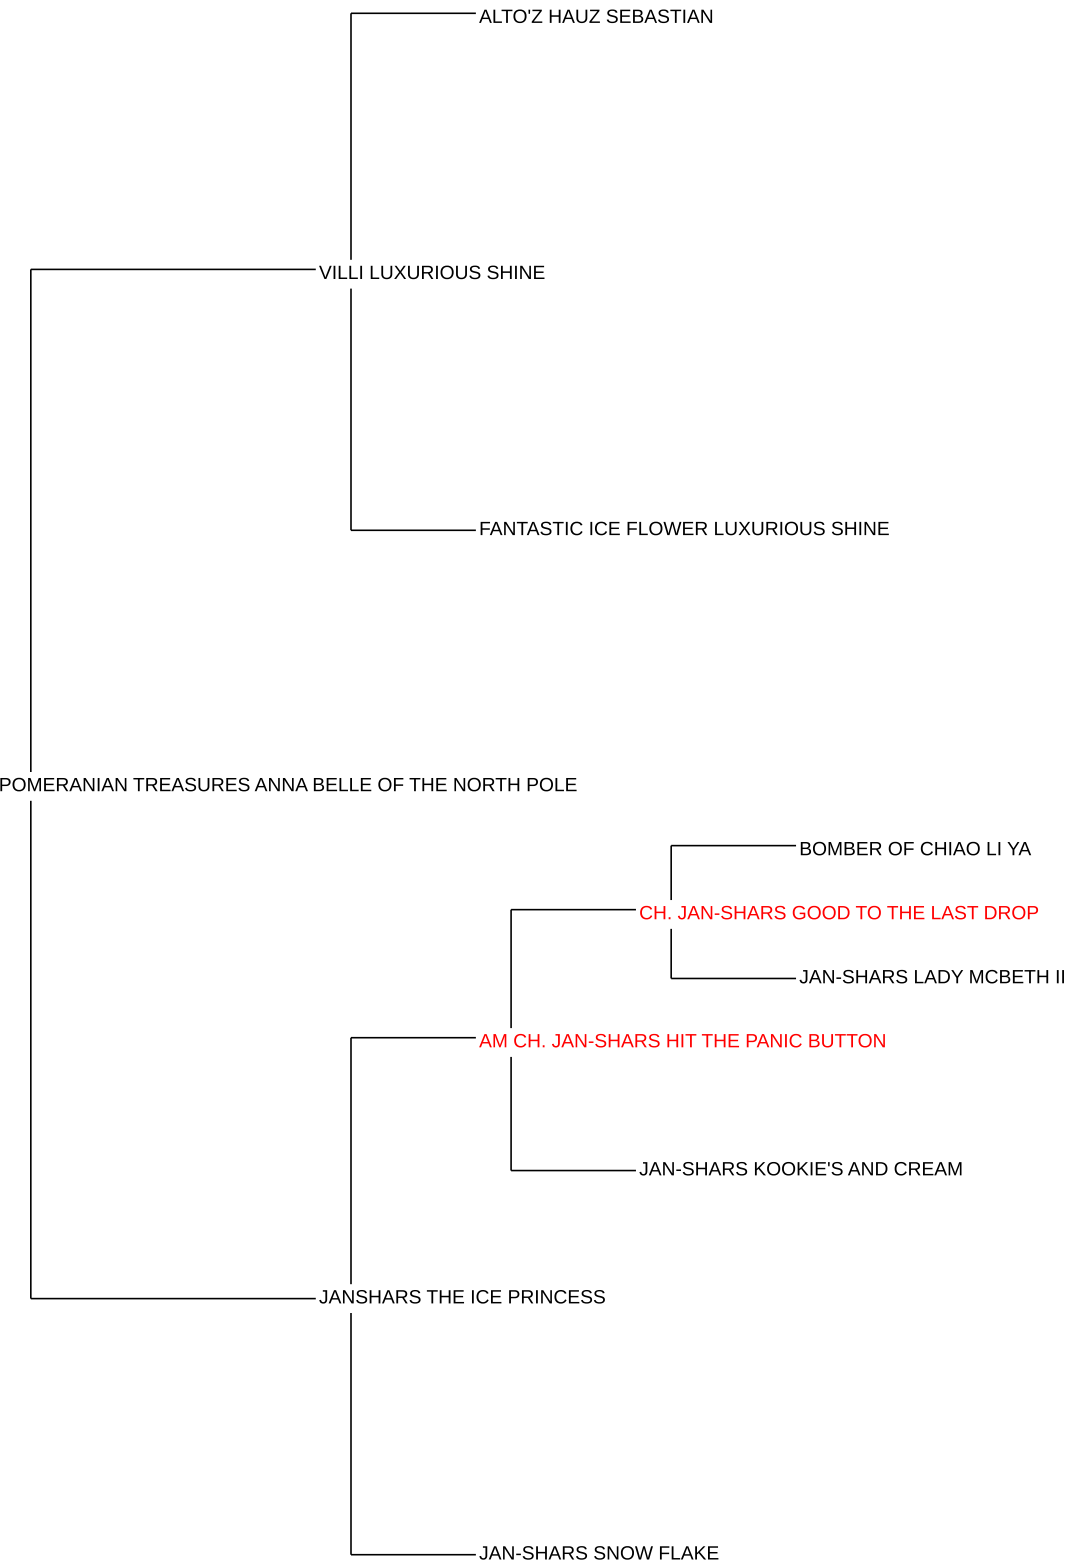 ALTO'Z HAUZ SEBASTIAN
VILLI LUXURIOUS SHINE
FANTASTIC ICE FLOWER LUXURIOUS SHINE
POMERANIAN TREASURES ANNA BELLE OF THE NORTH POLE
BOMBER OF CHIAO LI YA
CH. JAN-SHARS GOOD TO THE LAST DROP
JAN-SHARS LADY MCBETH II
AM CH. JAN-SHARS HIT THE PANIC BUTTON
JAN-SHARS KOOKIE'S AND CREAM
JANSHARS THE ICE PRINCESS
JAN-SHARS SNOW FLAKE